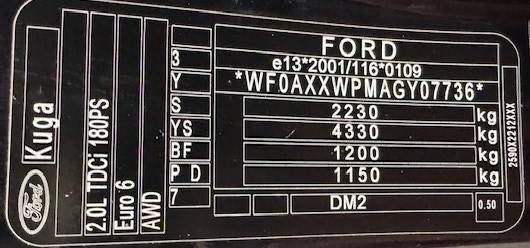 FORD
e13*2001/116*0109
*WF0AXXWPMAGY07736*
2230 kg
4330 kg
1200 kg
1150 kg
DM2
0.50
2590X2212XXX
3
Y
S
YS
BF
P D
7
Ford
Kuga
2.0L TDCi 180PS
Euro 6
AWD